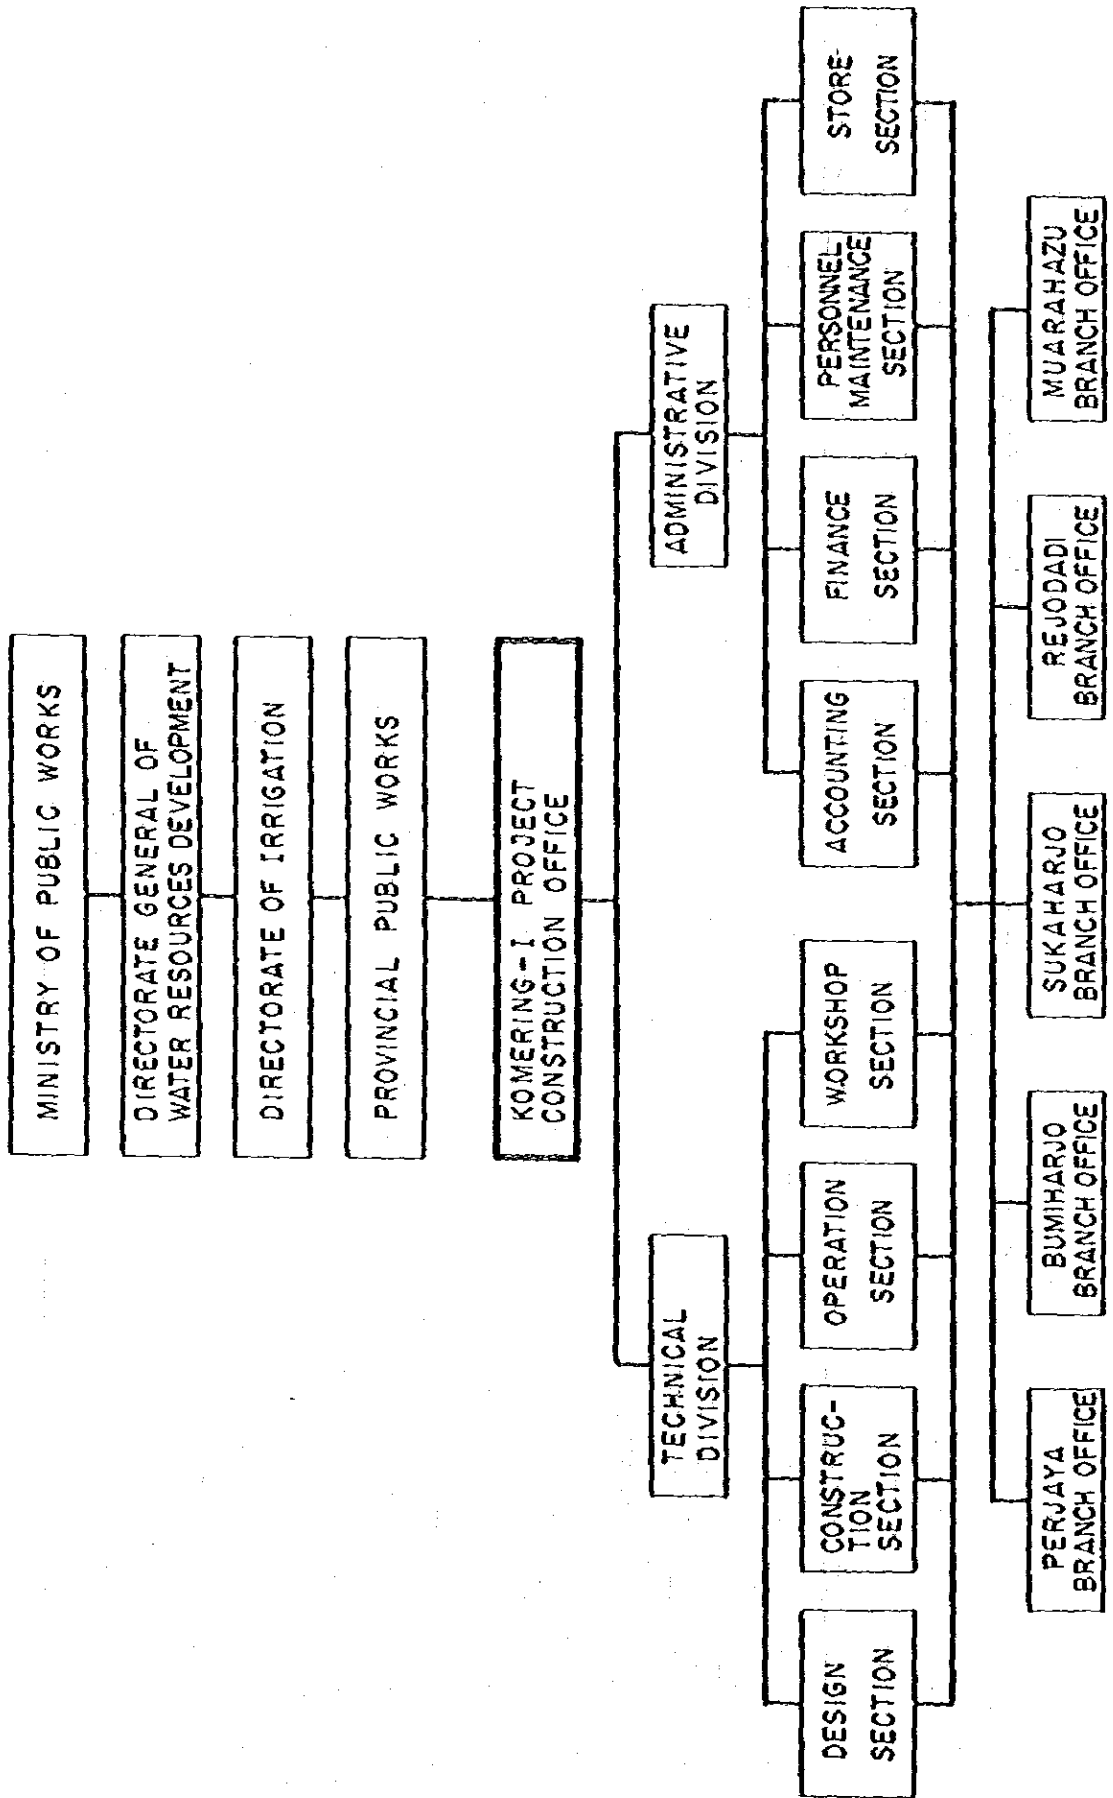 MINISTRY OF PUBLIC WORKS
DIRECTORATE GENERAL OF
WATER RESOURCES DEVELOPMENT
DIRECTORATE OF IRRIGATION
PROVINCIAL PUBLIC WORKS
KOMERING-I PROJECT
CONSTRUCTION OFFICE
TECHNICAL
DIVISION
ADMINISTRATIVE
DIVISION
DESIGN
SECTION
CONSTRUC-
TION
SECTION
OPERATION
SECTION
WORKSHOP
SECTION
ACCOUNTING
SECTION
FINANCE
SECTION
PERSONNEL
MAINTENANCE
SECTION
STORE-
SECTION
PERJAYA
BRANCH OFFICE
BUMIHARJO
BRANCH OFFICE
SUKAHARJO
BRANCH OFFICE
REJODADI
BRANCH OFFICE
MUARAHAZU
BRANCH OFFICE